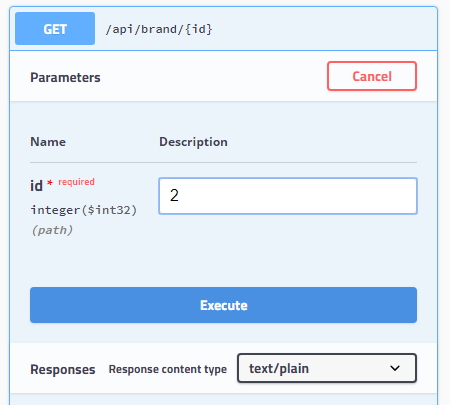 GET /api/brand/{id}
Parameters Cancel
Name Description
id * required
2
integer($int32)
(path)
Execute
Responses Response content type text/plain